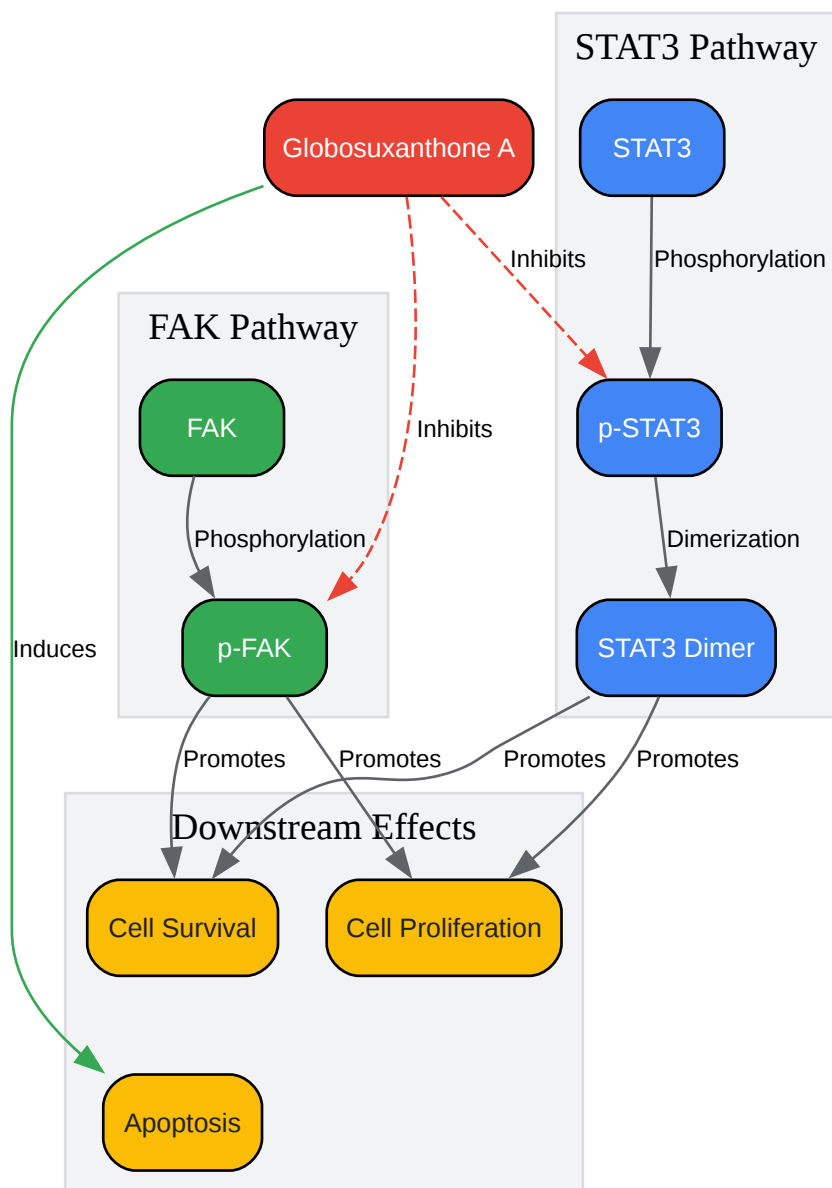 STAT3 Pathway
Globosuxanthone A
STAT3
Inhibits
Phosphorylation
FAK Pathway
FAK
Inhibits
p-STAT3
Phosphorylation
Dimerization
Induces
p-FAK
STAT3 Dimer
Promotes
Promotes
Promotes
Promotes
Downstream Effects
Cell Survival
Cell Proliferation
Apoptosis